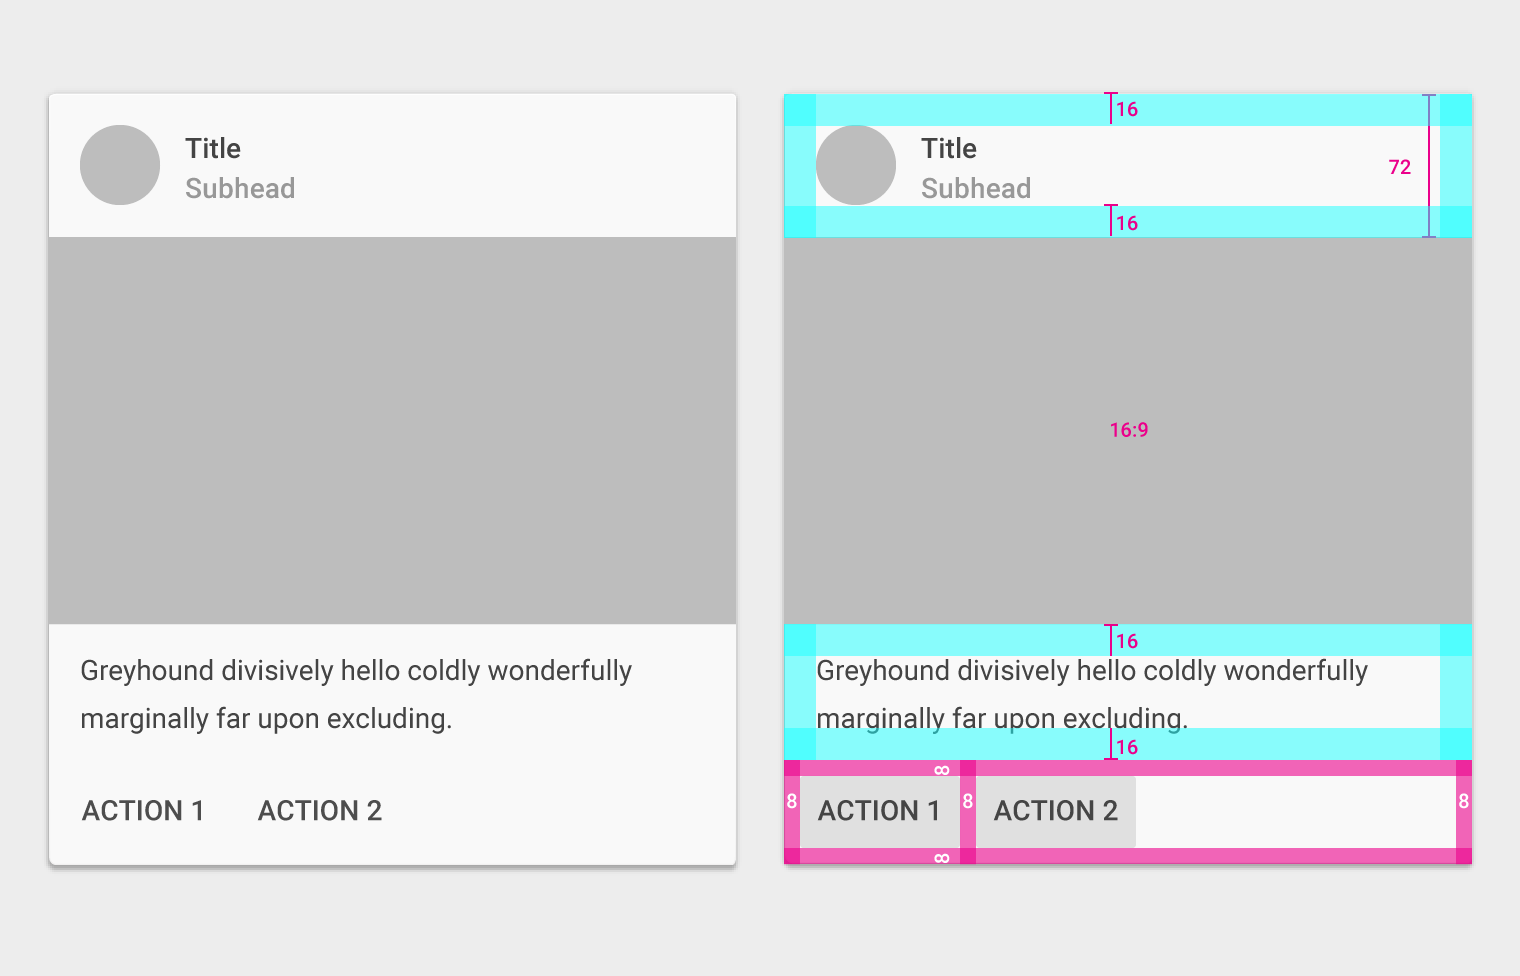 Title
Subhead
Greyhound divisively hello coldly wonderfully
marginally far upon excluding.
ACTION 1 ACTION 2
16
Title
72
Subhead
16
16:9
16
Greyhound divisively hello coldly wonderfully
marginally far upon excluding.
16
8
8 ACTION 1 8 ACTION 2 8
8